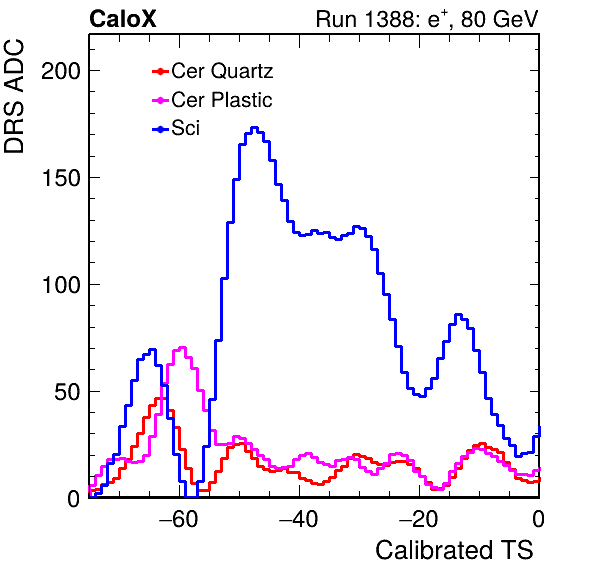 CaloX
Run 1388: e+, 80 GeV
DRS ADC
Cer Quartz
Cer Plastic
Sci
200
150
100
50
0
−60
−40
−20
0
Calibrated TS